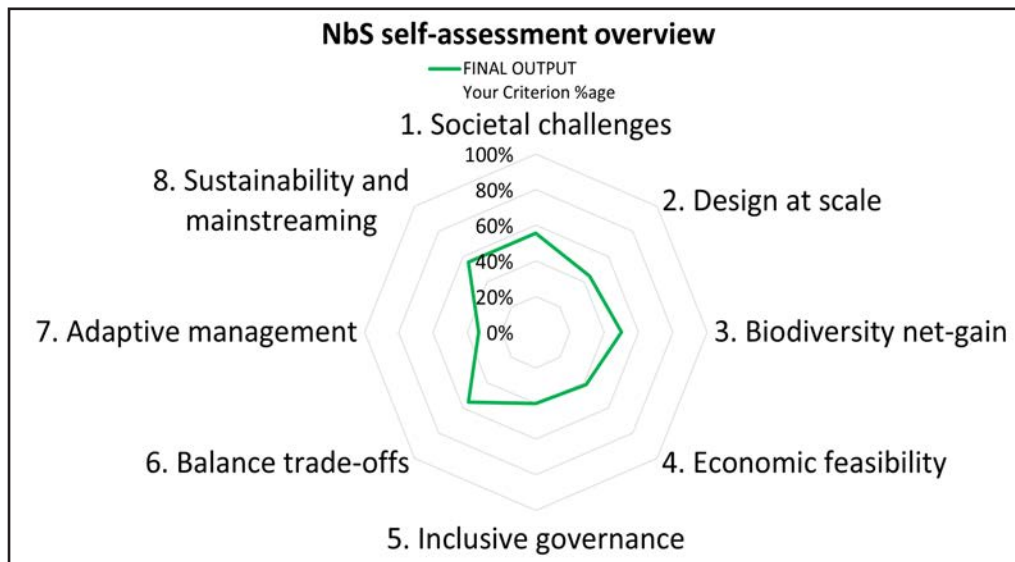 NbS self-assessment overview
FINAL OUTPUT
Your Criterion %age
1. Societal challenges
100%
80%
60%
40%
20%
0%
2. Design at scale
3. Biodiversity net-gain
4. Economic feasibility
5. Inclusive governance
6. Balance trade-offs
7. Adaptive management
8. Sustainability and
mainstreaming